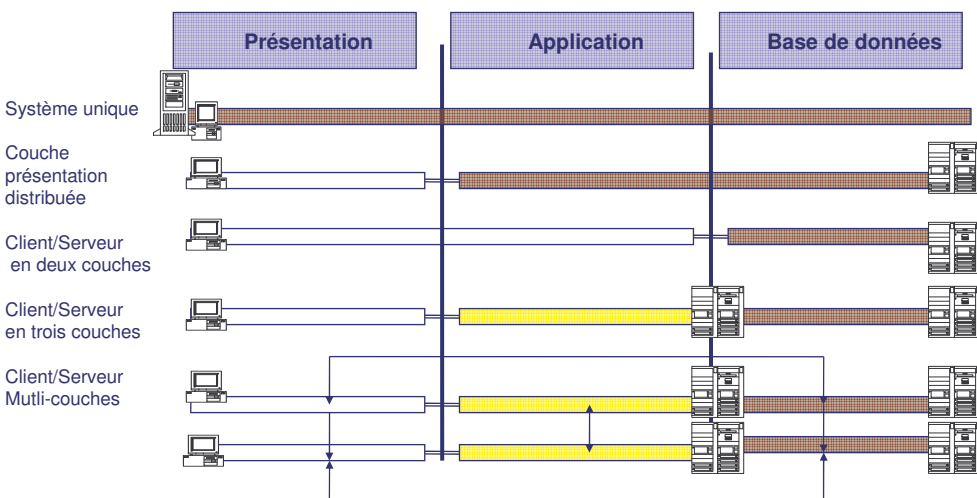 Présentation
Application
Base de données
Système unique
Couche
présentation
distribuée
Client/Serveur
en deux couches
Client/Serveur
en trois couches
Client/Serveur
Mutli-couches